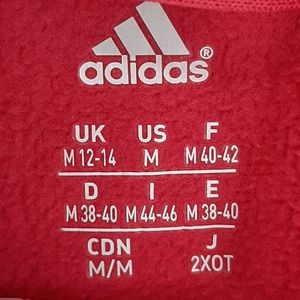 adidas®
UK US F
M 12-14 M M 40-42
D I E
M 38-40 M 44-46 M 38-40
CDN J
M/M 2XOT